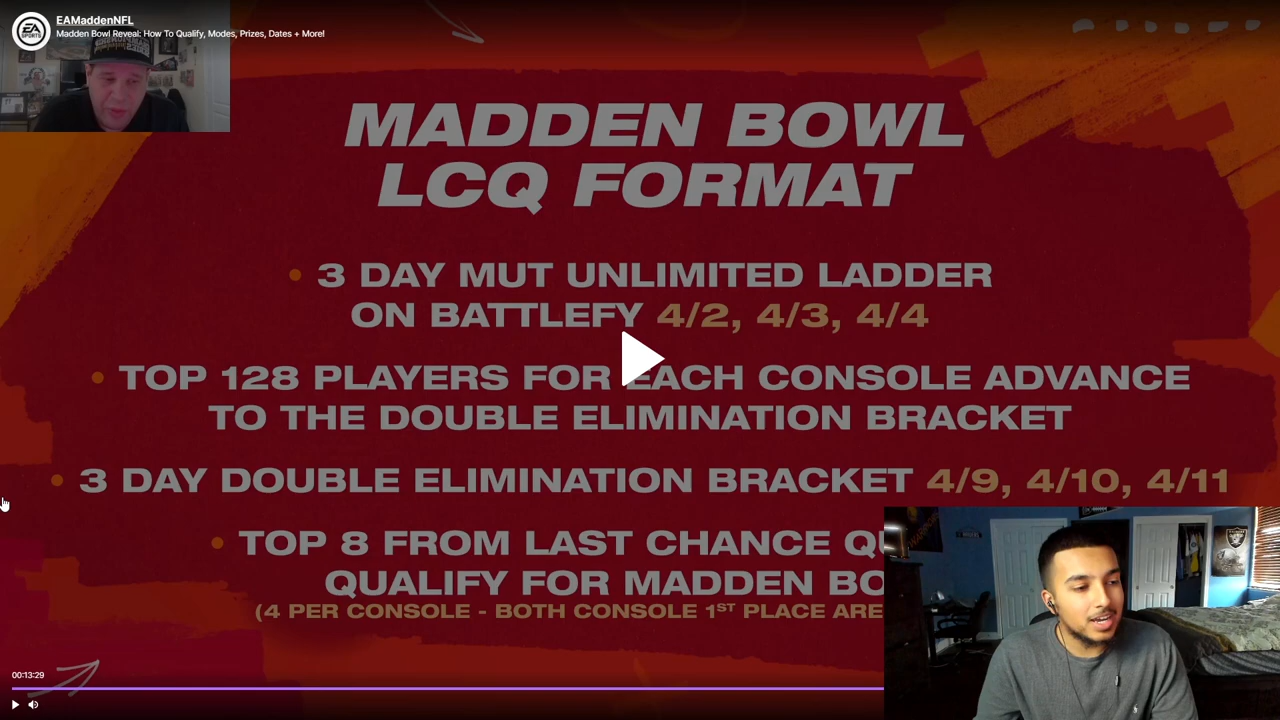 EA
SPORTS
EAMaddenNFL
Madden Bowl Reveal: How To Qualify, Modes, Prizes, Dates + More!
MADDEN BOWL
LCQ FORMAT
• 3 DAY MUT UNLIMITED LADDER
ON BATTLEFY 4/2, 4/3, 4/4
• TOP 128 PLAYERS FOR EACH CONSOLE ADVANCE
TO THE DOUBLE ELIMINATION BRACKET
• 3 DAY DOUBLE ELIMINATION BRACKET 4/9, 4/10, 4/11
• TOP 8 FROM LAST CHANCE QU
QUALIFY FOR MADDEN BO
(4 PER CONSOLE - BOTH CONSOLE 1ST PLACE ARE
00:13:29